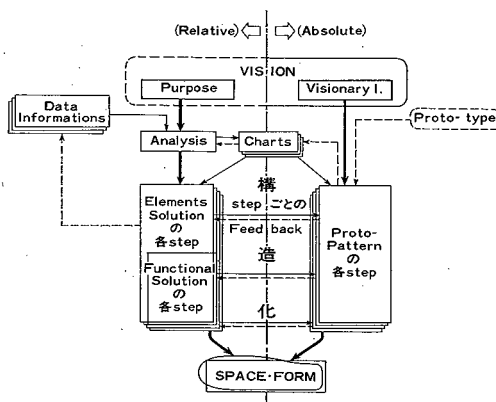 (Relative) (Absolute)
VISION
Purpose
Visionary I.
Data
Informations
Proto-type
Analysis
Charts
構
造
化
Elements
Solution
の
各step
Functional
Solution
の
各step
stepごとの
Feed back
Proto-
Pattern
の
各step
SPACE・FORM